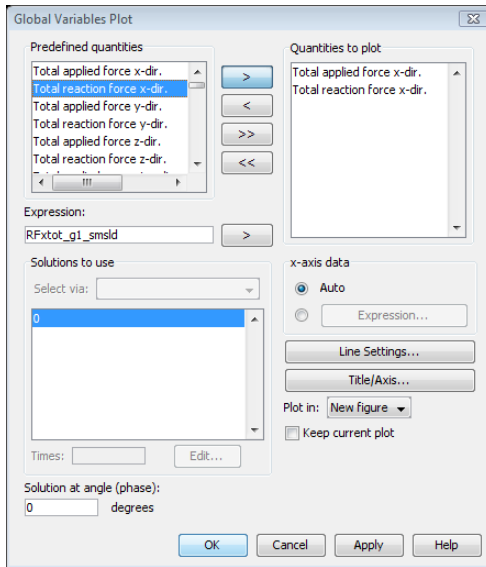 Global Variables Plot
Predefined quantities
Total applied force x-dir.
Total reaction force x-dir.
Total applied force y-dir.
Total reaction force y-dir.
Total applied force z-dir.
Total reaction force z-dir.
>
<
>>
<<
Quantities to plot
Total applied force x-dir.
Total reaction force x-dir.
Expression:
RFxtot_g1_smsld
>
Solutions to use
Select via:
0
Times:
Edit...
x-axis data
Auto
Expression...
Line Settings...
Title/Axis...
Plot in: New figure
Keep current plot
Solution at angle (phase):
0 degrees
OK Cancel Apply Help